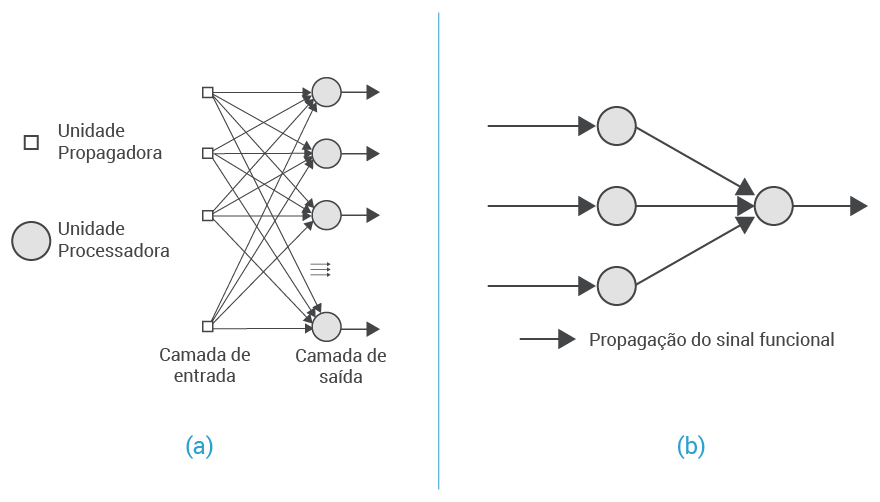 Unidade
Propagadora
Unidade
Processadora
Camada de
entrada
Camada de
saída
(a)
Propagação do sinal funcional
(b)